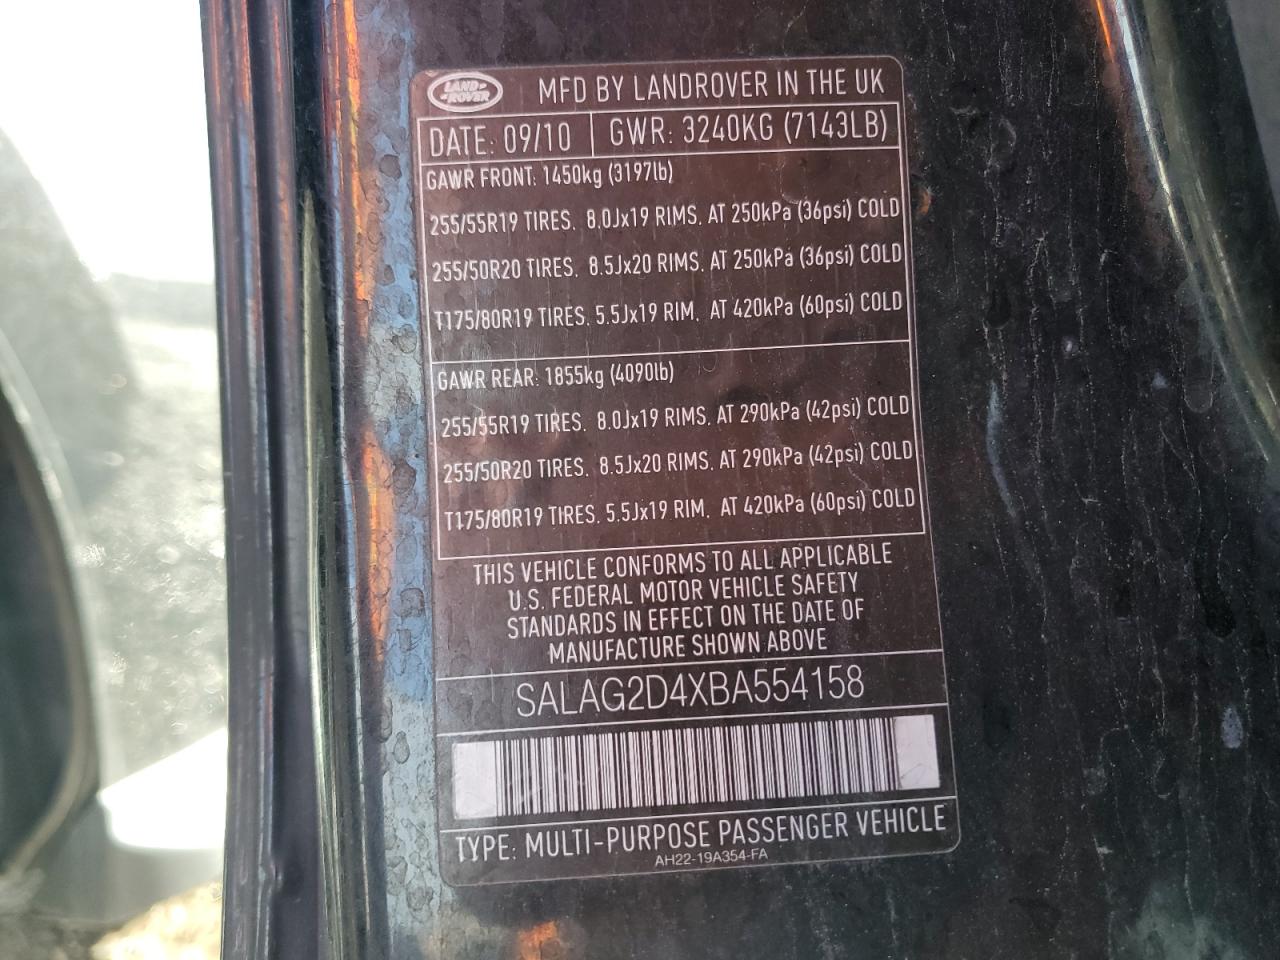 LAND ROVER
MFD BY LANDROVER IN THE UK
DATE: 09/10 GWR: 3240KG (7143LB)
GAWR FRONT: 1450kg (3197lb)
255/55R19 TIRES. 8.0Jx19 RIMS. AT 250kPa (36psi) COLD
255/50R20 TIRES. 8.5Jx20 RIMS. AT 250kPa (36psi) COLD
T175/80R19 TIRES. 5.5Jx19 RIM. AT 420kPa (60psi) COLD
GAWR REAR: 1855kg (4090lb)
255/55R19 TIRES. 8.0Jx19 RIMS. AT 290kPa (42psi) COLD
255/50R20 TIRES. 8.5Jx20 RIMS. AT 290kPa (42psi) COLD
T175/80R19 TIRES. 5.5Jx19 RIM. AT 420kPa (60psi) COLD
THIS VEHICLE CONFORMS TO ALL APPLICABLE
U.S. FEDERAL MOTOR VEHICLE SAFETY
STANDARDS IN EFFECT ON THE DATE OF
MANUFACTURE SHOWN ABOVE
SALAG2D4XBA554158
TYPE: MULTI-PURPOSE PASSENGER VEHICLE
AH22-19A354-FA